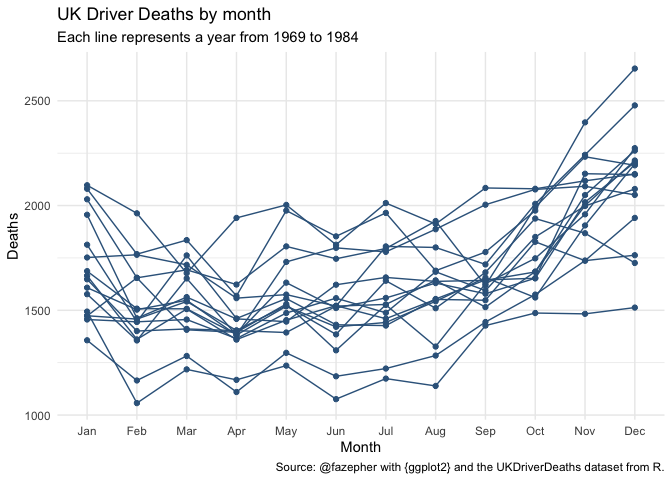 UK Driver Deaths by month
Each line represents a year from 1969 to 1984
Deaths
2500
2000
1500
1000
Jan Feb Mar Apr May Jun Jul Aug Sep Oct Nov Dec
Month
Source: @fazepher with {ggplot2} and the UKDriverDeaths dataset from R.